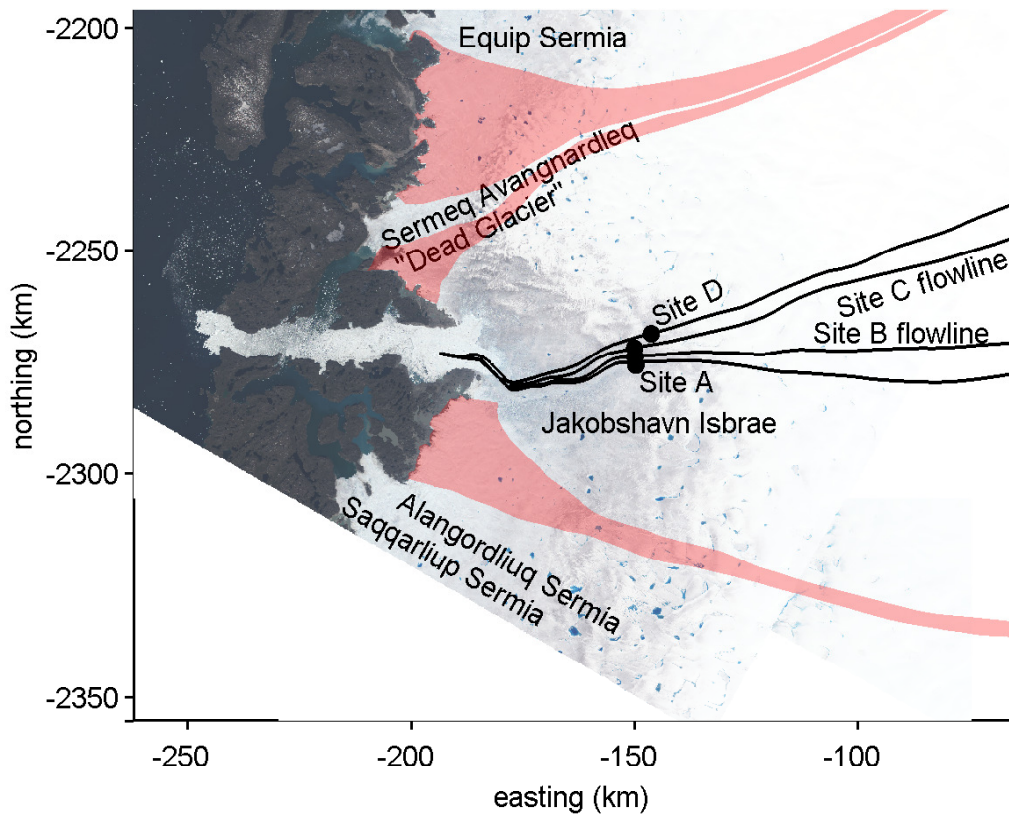 -2200
Equip Sermia
Sermeq Avangnardleq
"Dead Glacier"
-2250
northing (km)
Site D
Site C flowline
Site B flowline
Site A
Jakobshavn Isbrae
-2300
Alangordliuq Sermia
Saqqarliup Sermia
-2350
-250
-200
-150
-100
easting (km)